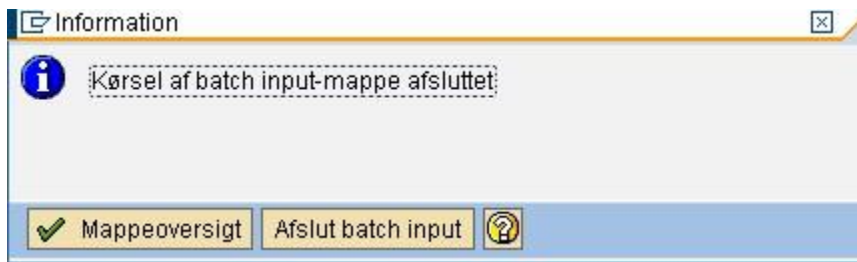 Information
Kørsel af batch input-mappe afsluttet
Mappeoversigt Afslut batch input